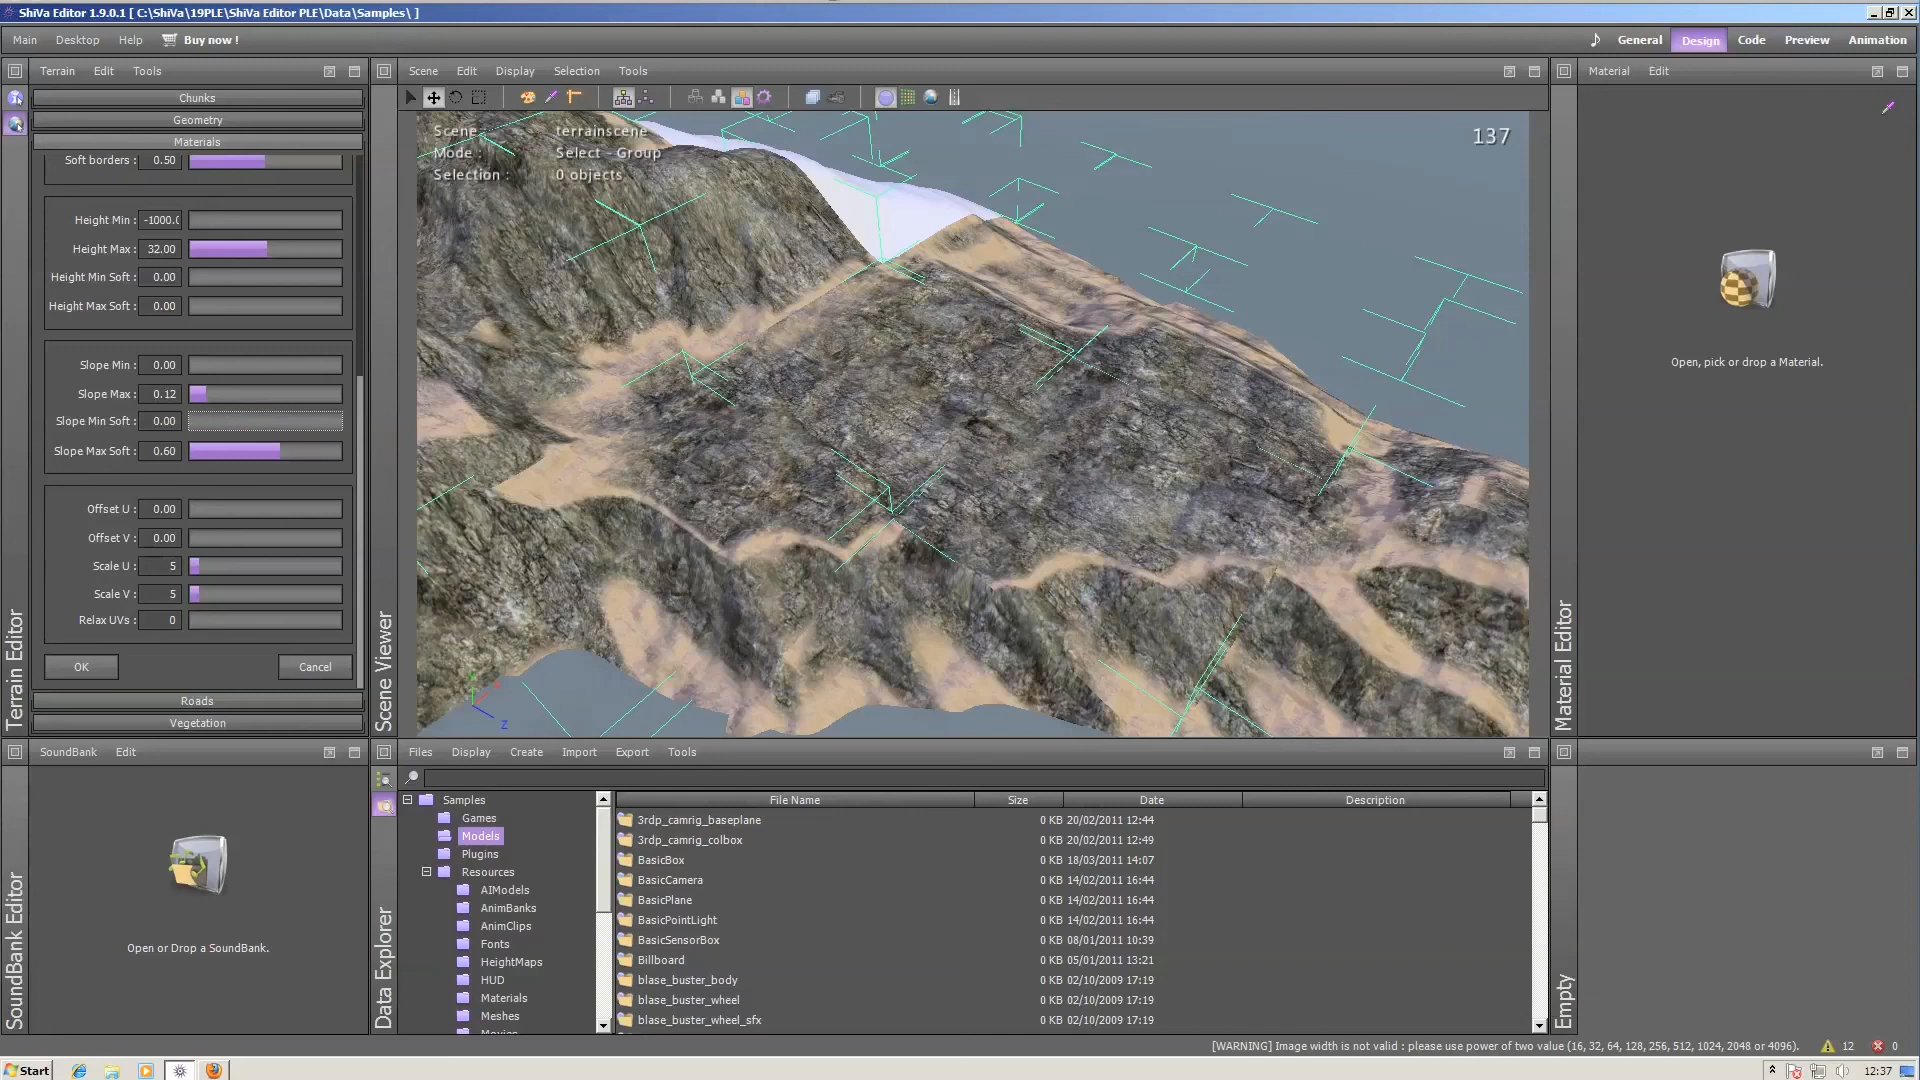 ShiVa Editor 1.9.0.1 [ C:\ShiVa\19PLE\ShiVa Editor PLE\Data\Samples\ ]
Main Desktop Help Buy now ! General Design Code Preview Animation
Terrain Edit Tools
Chunks
Geometry
Materials
Soft borders : 0.50
Height Min : -1000.(
Height Max : 32.00
Height Min Soft : 0.00
Height Max Soft : 0.00
Slope Min : 0.00
Slope Max : 0.12
Slope Min Soft : 0.00
Slope Max Soft : 0.60
Offset U : 0.00
Offset V : 0.00
Scale U : 5
Scale V : 5
Relax UVs : 0
OK Cancel
Roads
Vegetation
Terrain Editor
Scene Edit Display Selection Tools
Scene : terrainscene
Mode : Select - Group
Selection : 0 objects
137
Z
Scene Viewer
Material Edit
Open, pick or drop a Material.
Material Editor
SoundBank Edit
Open or Drop a SoundBank.
SoundBank Editor
Files Display Create Import Export Tools
Samples
Games
Models
Plugins
Resources
AIModels
AnimBanks
AnimClips
Fonts
HeightMaps
HUD
Materials
Meshes
Movies
File Name Size Date Description
3rdp_camrig_baseplane 0 KB 20/02/2011 12:44
3rdp_camrig_colbox 0 KB 20/02/2011 12:49
BasicBox 0 KB 18/03/2011 14:07
BasicCamera 0 KB 14/02/2011 16:44
BasicPlane 0 KB 14/02/2011 16:44
BasicPointLight 0 KB 14/02/2011 16:44
BasicSensorBox 0 KB 08/01/2011 10:39
Billboard 0 KB 05/01/2011 13:21
blase_buster_body 0 KB 02/10/2009 17:19
blase_buster_wheel 0 KB 02/10/2009 17:19
blase_buster_wheel_sfx 0 KB 02/10/2009 17:19
Data Explorer
Empty
[WARNING] Image width is not valid : please use power of two value (16, 32, 64, 128, 256, 512, 1024, 2048 or 4096). 12 0
Start 12:37